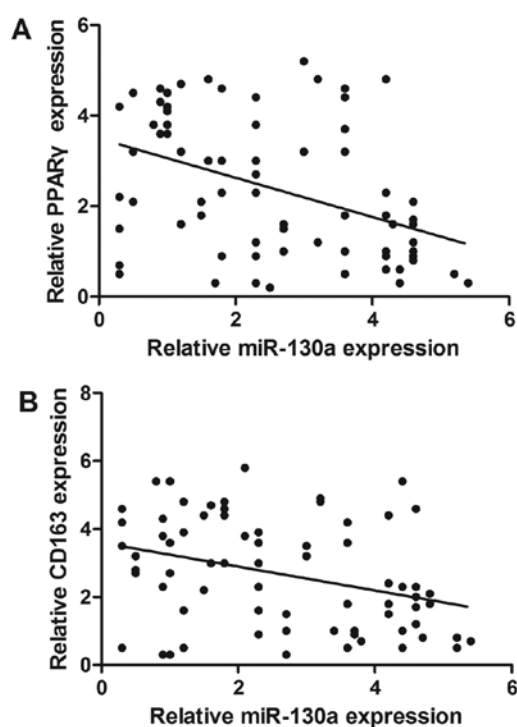 A
Relative PPARγ expression
6
4
2
0
0 2 4 6
Relative miR-130a expression
B
Relative CD163 expression
8
6
4
2
0
0 2 4 6
Relative miR-130a expression